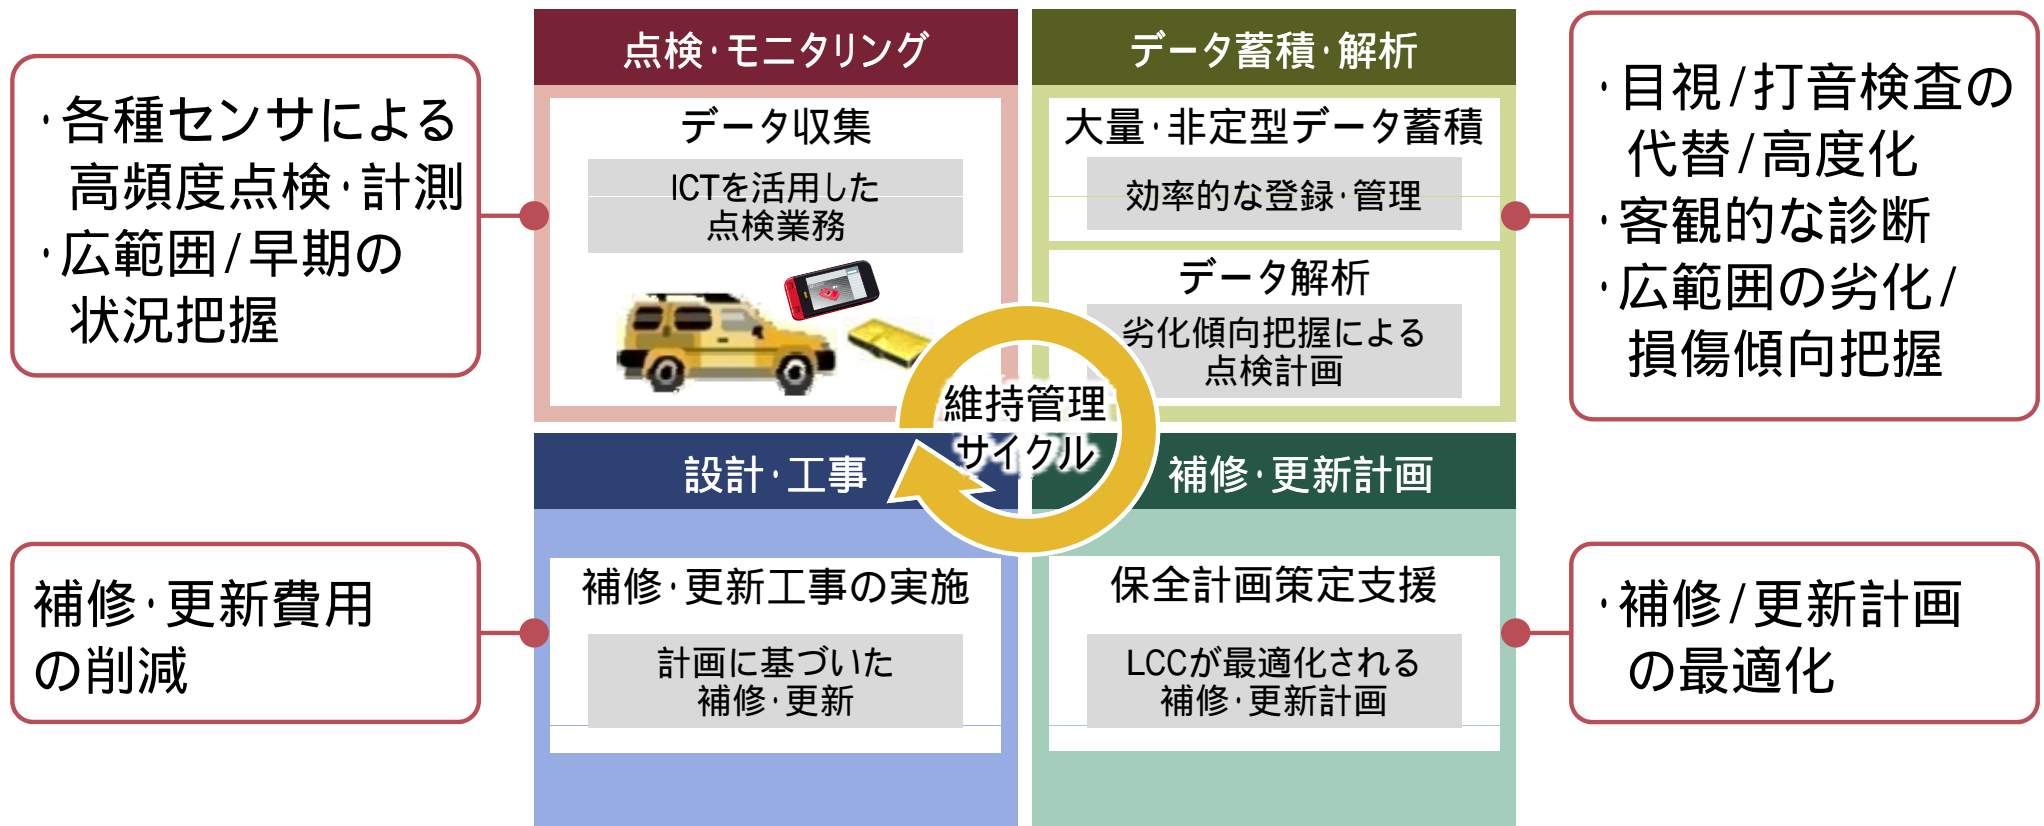 点検・モニタリング
データ収集
ICTを活用した
点検業務
・各種センサによる
高頻度点検・計測
・広範囲/早期の
状況把握
データ蓄積・解析
大量・非定型データ蓄積
効率的な登録・管理
データ解析
劣化傾向把握による
点検計画
・目視/打音検査の
代替/高度化
・客観的な診断
・広範囲の劣化/
損傷傾向把握
維持管理
サイクル
設計・工事
補修・更新工事の実施
計画に基づいた
補修・更新
補修・更新費用
の削減
補修・更新計画
保全計画策定支援
LCCが最適化される
補修・更新計画
・補修/更新計画
の最適化